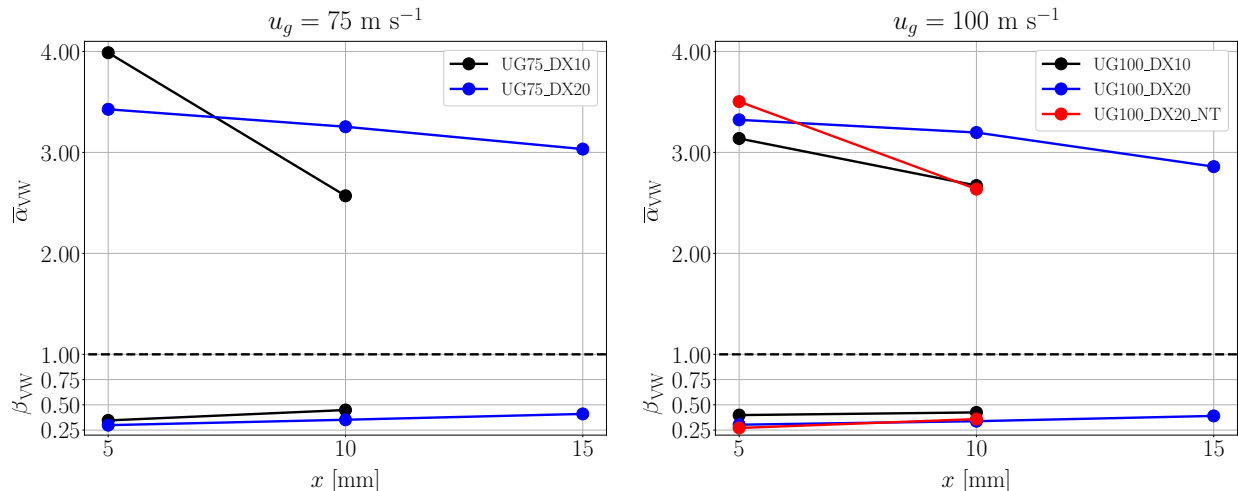 u_g = 75 m s⁻¹
4.00
3.00
2.00
1.00
0.75
0.50
0.25
ᾱ_VW
β_VW
5
10
15
x [mm]
UG75_DX10
UG75_DX20
u_g = 100 m s⁻¹
4.00
3.00
2.00
1.00
0.75
0.50
0.25
ᾱ_VW
β_VW
5
10
15
x [mm]
UG100_DX10
UG100_DX20
UG100_DX20_NT